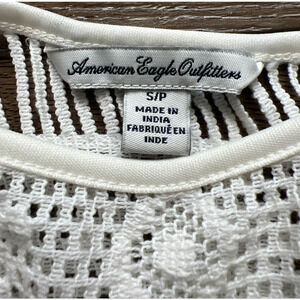 American Eagle Outfitters
S/P
MADE IN
INDIA
FABRIQUÉ EN
INDE